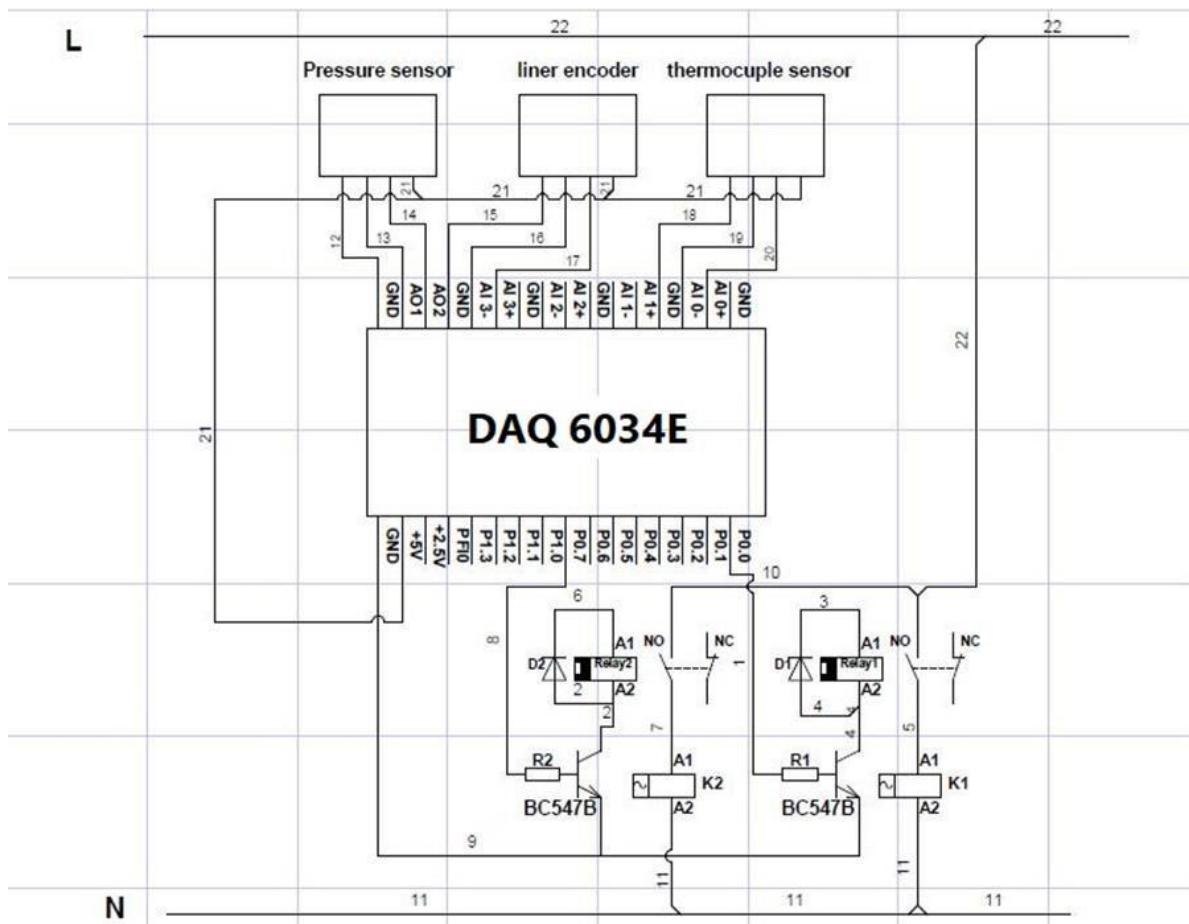 22 22
L
Pressure sensor liner encoder thermocuple sensor
21 21 21 21
14 15 18
12 13 16 19
17 20
GND AO1 AO2 GND AI 3- AI 3+ GND AI 2- AI 2+ GND AI 1- AI 1+ GND AI 0- AI 0+ GND
22
21
DAQ 6034E
GND +5V +2.5V PFI0 P1.3 P1.2 P1.1 P1.0 P0.7 P0.6 P0.5 P0.4 P0.3 P0.2 P0.1 P0.0
10
6 3
8 A1 NO NC 1 A1 NO NC
D2 Relay2 D1 Relay1
2 A2 4 A2
2 7 4 4 5
R2 A1 R1 A1
K2 K1
BC547B A2 BC547B A2
9
11 11
N 11 11 11